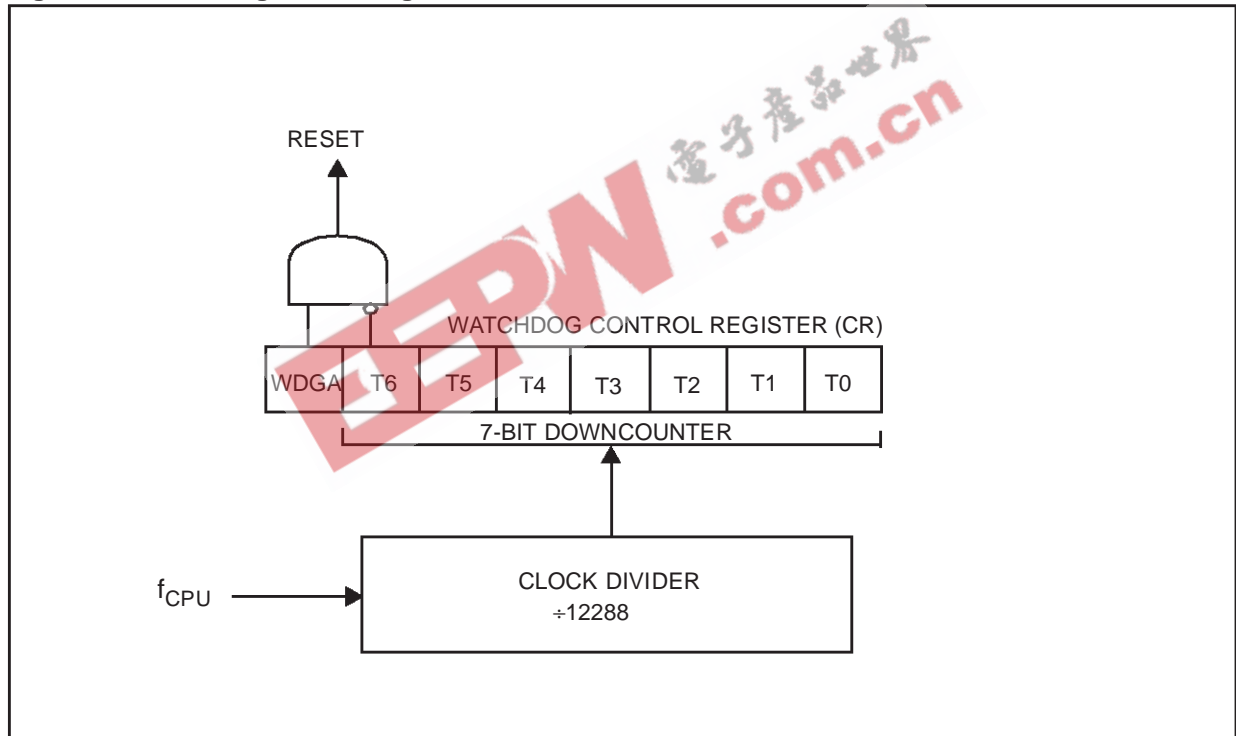 電子產品世界
.com.cn
EEPW
RESET
WATCHDOG CONTROL REGISTER (CR)
WDGA T6 T5 T4 T3 T2 T1 T0
7-BIT DOWNCOUNTER
fCPU
CLOCK DIVIDER
÷12288